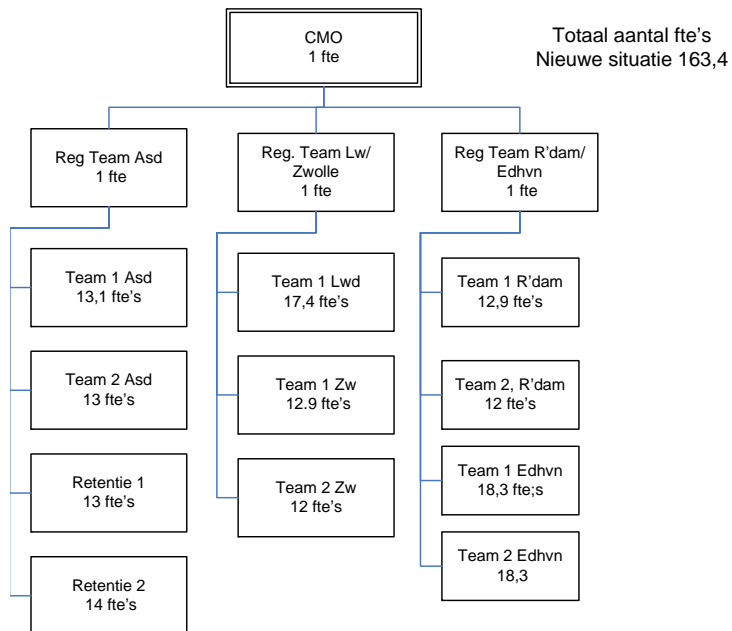 CMO
1 fte
Totaal aantal fte's
Nieuwe situatie 163,4
Reg Team Asd
1 fte
Reg. Team Lw/
Zwolle
1 fte
Reg Team R'dam/
Edhvn
1 fte
Team 1 Asd
13,1 fte's
Team 2 Asd
13 fte's
Retentie 1
13 fte's
Retentie 2
14 fte's
Team 1 Lwd
17,4 fte's
Team 1 Zw
12.9 fte's
Team 2 Zw
12 fte's
Team 1 R'dam
12,9 fte's
Team 2, R'dam
12 fte's
Team 1 Edhvn
18,3 fte;s
Team 2 Edhvn
18,3